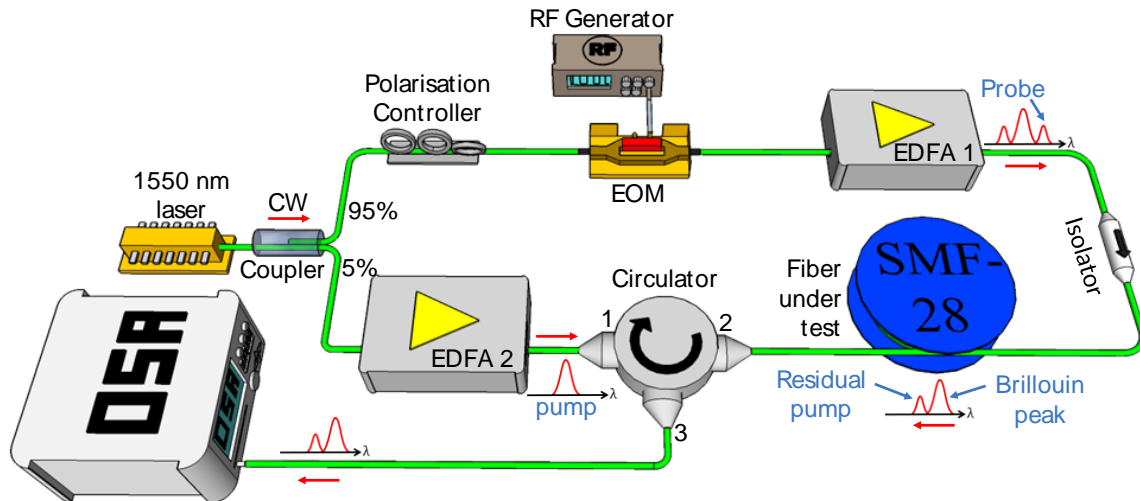 RF Generator
RF
Polarisation
Controller
Probe
EDFA 1
EOM
1550 nm
laser
CW
95%
Coupler
5%
Isolator
Circulator
Fiber
under
test
SMF-
28
1
2
EDFA 2
OSA
OSA
pump
λ
3
Residual
pump
Brillouin
peak
λ
λ
λ